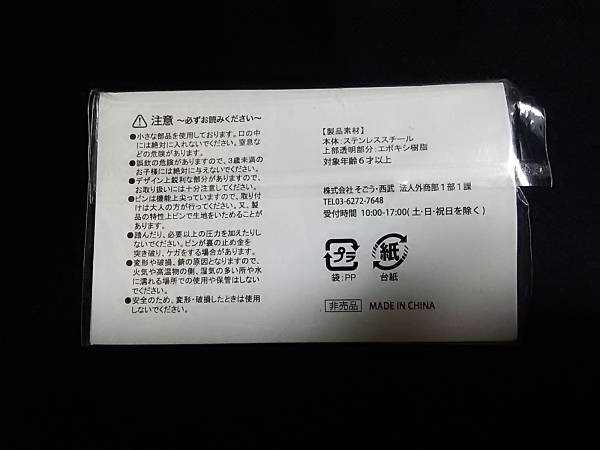 ⚠ 注意 ～必ずお読みください～
●小さな部品を使用しております。口の中
には絶対に入れないでください。窒息な
どの危険があります。
●誤飲の危険がありますので、3歳未満の
お子様には絶対に与えないでください。
●デザイン上鋭利な部分がありますので、
お取り扱いには十分注意してください。
●ピンは機能上尖っていますので、取り付
けは大人の方が行ってください。又、製
品の特性上ピンで生地をいためることが
あります。
●踏んだり、必要以上の圧力を加えたりし
ないでください。ピンが裏の止め金を
突き破り、ケガをする場合があります。
●変形や破損、錆の原因となりますので、
火気や高温物の側、湿気の多い所や水
に濡れる場所での使用や保管はしない
でください。
●安全のため、変形・破損したときは使用
しないでください。
【製品素材】
本体：ステンレススチール
上部透明部分：エポキシ樹脂
対象年齢6才以上
株式会社 そごう・西武 法人外商部1部1課
TEL03-6272-7648
受付時間 10:00-17:00(土・日・祝日を除く)
プラ
袋：PP
紙
台紙
非売品 MADE IN CHINA